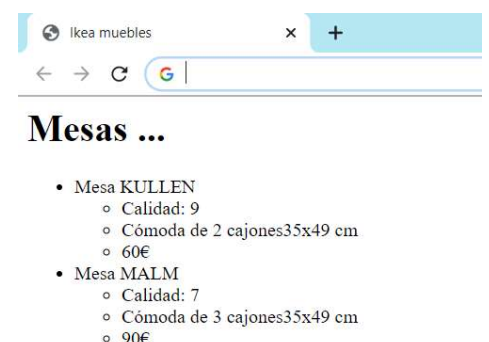 Ikea muebles
Mesas ...
Mesa KULLEN
Calidad: 9
Cómoda de 2 cajones35x49 cm
60€
Mesa MALM
Calidad: 7
Cómoda de 3 cajones35x49 cm
90€